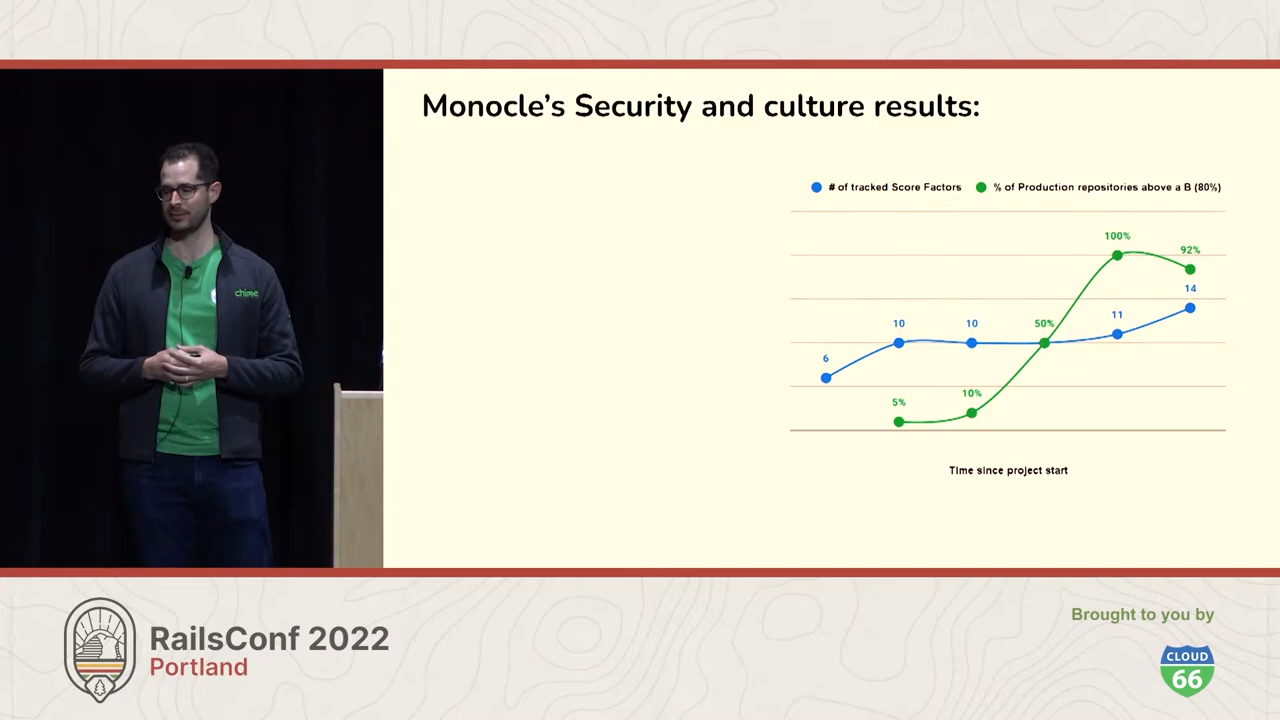 Monocle's Security and culture results:
# of tracked Score Factors
% of Production repositories above a B (80%)
100%
92%
14
10
10
50%
11
6
10%
5%
Time since project start
chime
RailsConf 2022
Portland
Brought to you by
CLOUD
66